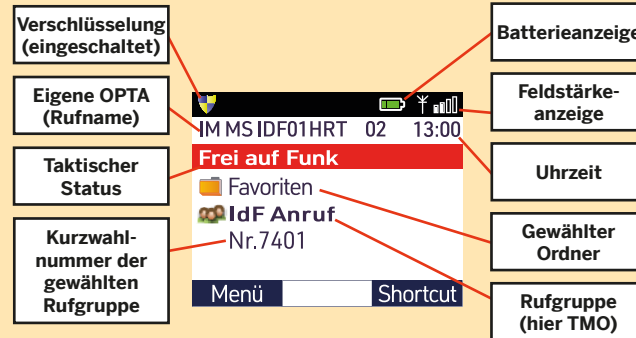 Verschlüsselung
(eingeschaltet)
Eigene OPTA
(Rufname)
Taktischer
Status
Kurzwahl-
nummer der
gewählten
Rufgruppe
IM MS IDF01HRT 02 13:00
Frei auf Funk
Favoriten
IdF Anruf
Nr.7401
Menü Shortcut
Batterieanzeige
Feldstärke-
anzeige
Uhrzeit
Gewählter
Ordner
Rufgruppe
(hier TMO)